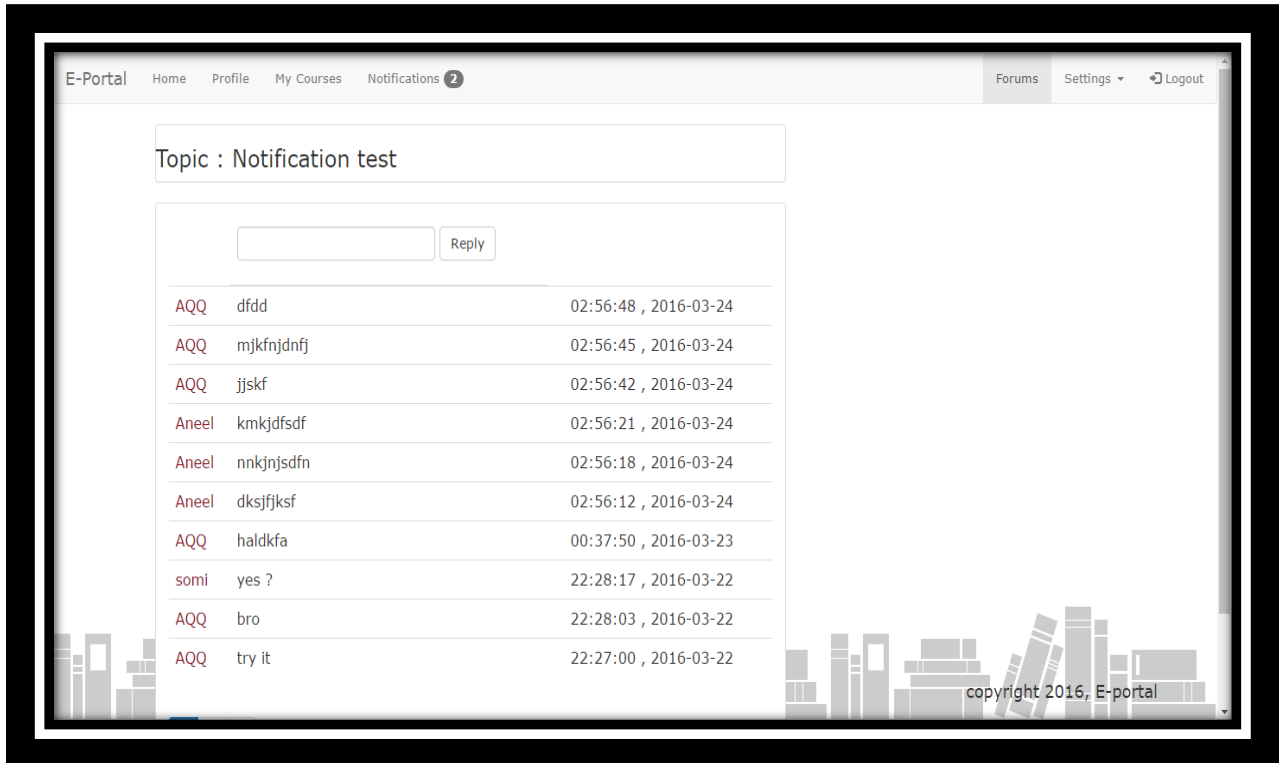 E-Portal Home Profile My Courses Notifications 2 Forums Settings Logout
Topic : Notification test
Reply
AQQ dfdd 02:56:48 , 2016-03-24
AQQ mjkfnjdnfj 02:56:45 , 2016-03-24
AQQ jjskf 02:56:42 , 2016-03-24
Aneel kmkjdfsdf 02:56:21 , 2016-03-24
Aneel nnkjnjsdfn 02:56:18 , 2016-03-24
Aneel dksjfjksf 02:56:12 , 2016-03-24
AQQ haldkfa 00:37:50 , 2016-03-23
somi yes ? 22:28:17 , 2016-03-22
AQQ bro 22:28:03 , 2016-03-22
AQQ try it 22:27:00 , 2016-03-22
copyright 2016, E-portal